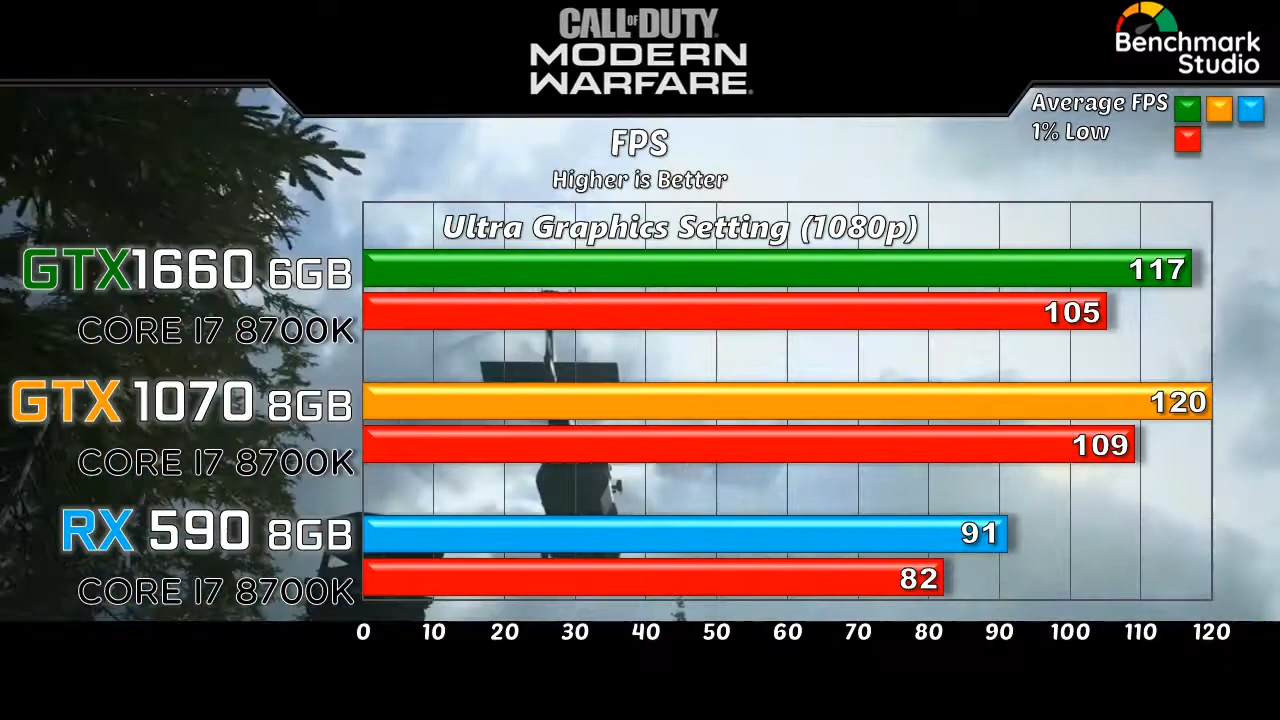 CALL OF DUTY
MODERN
WARFARE
Benchmark
Studio
Average FPS
1% Low
FPS
Higher is Better
Ultra Graphics Setting (1080p)
GTX1660 6GB
117
CORE I7 8700K
105
GTX 1070 8GB
120
CORE I7 8700K
109
RX 590 8GB
91
CORE I7 8700K
82
0 10 20 30 40 50 60 70 80 90 100 110 120